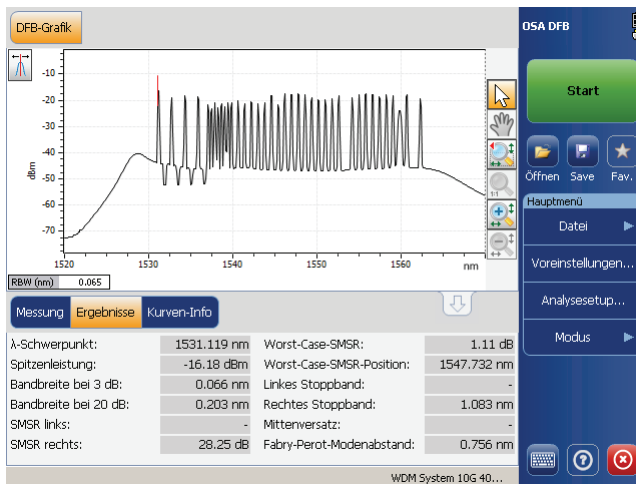 DFB-Grafik
OSA DFB
-10
-20
-30
-40
-50
-60
-70
dBm
1520
1530
1540
1550
1560
nm
RBW (nm) 0.065
1:1
Start
Öffnen Save Fav.
Hauptmenü
Datei
Voreinstellungen...
Analysesetup...
Modus
Messung Ergebnisse Kurven-Info
λ-Schwerpunkt: 1531.119 nm Worst-Case-SMSR: 1.11 dB
Spitzenleistung: -16.18 dBm Worst-Case-SMSR-Position: 1547.732 nm
Bandbreite bei 3 dB: 0.066 nm Linkes Stoppband: -
Bandbreite bei 20 dB: 0.203 nm Rechtes Stoppband: 1.083 nm
SMSR links: - Mittenversatz: -
SMSR rechts: 28.25 dB Fabry-Perot-Modenabstand: 0.756 nm
WDM System 10G 40...